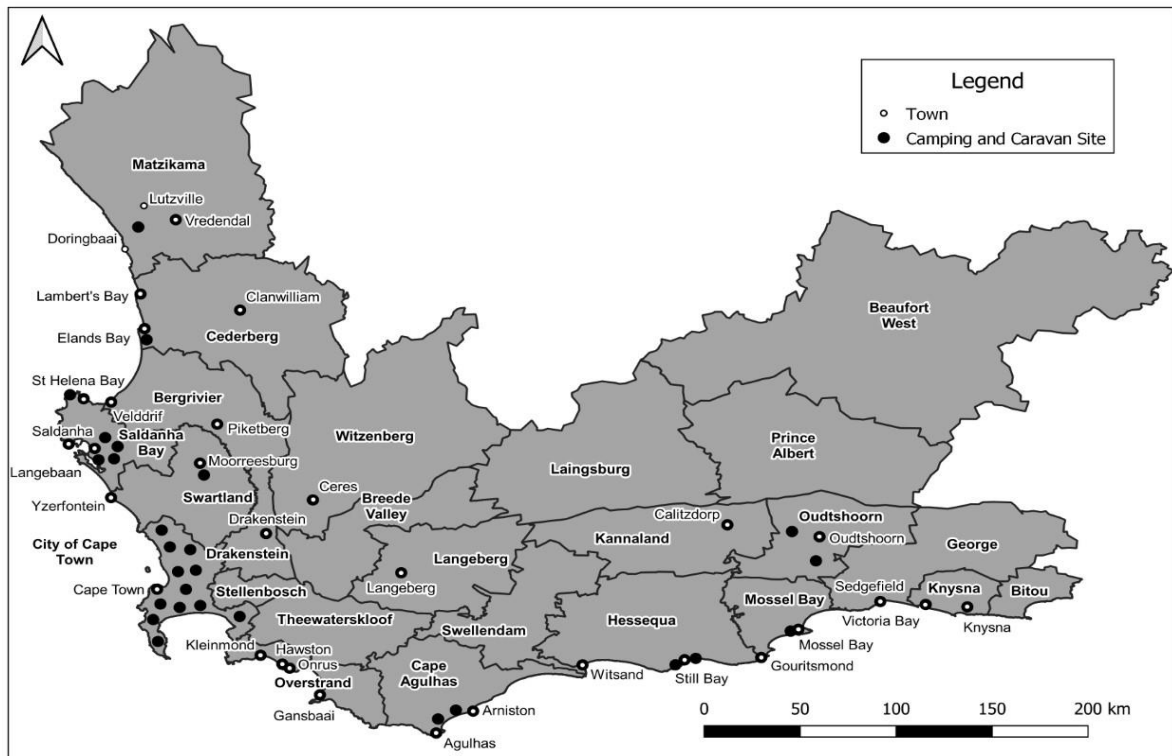 Legend
Town
Camping and Caravan Site
Matzikama
Lutzville
Vredendal
Doringbaai
Lambert's Bay
Clanwilliam
Elands Bay
Cederberg
Beaufort
West
St Helena Bay
Bergrivier
Velddrif
Piketberg
Saldanha
Saldanha
Bay
Witzenberg
Prince
Albert
Moorreesburg
Langebaan
Laingsburg
Swartland
Ceres
Yzerfontein
Breede
Valley
Drakenstein
Calitzdorp
Oudtshoorn
Oudtshoorn
City of Cape
Town
Drakenstein
Langeberg
Kannaland
George
Langeberg
Cape Town
Stellenbosch
Sedgefield
Knysna
Bitou
Mossel Bay
Theewaterskloof
Hessequa
Victoria Bay
Knysna
Swellendam
Kleinmond
Hawston
Onrus
Mossel Bay
Gouritsmond
Cape
Agulhas
Witsand
Still Bay
Overstrand
Gansbaai
Arniston
Agulhas
0 50 100 150 200 km